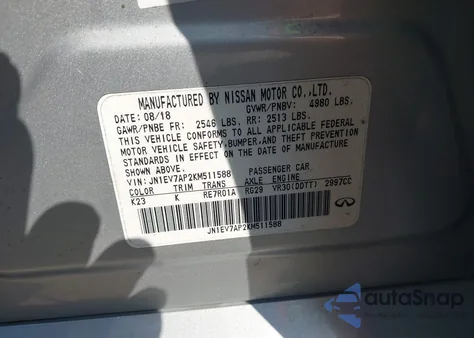 MANUFACTURED BY NISSAN MOTOR CO.,LTD.
DATE: 08/18 GVWR/PNBV: 4980 LBS.
GAWR/PNBE FR: 2546 LBS. RR: 2513 LBS.
THIS VEHICLE CONFORMS TO ALL APPLICABLE FEDERAL
MOTOR VEHICLE SAFETY,BUMPER,AND THEFT PREVENTION
STANDARDS IN EFFECT ON THE DATE OF MANUFACTURE
SHOWN ABOVE.
VIN: JN1EV7AP2KM511588 PASSENGER CAR
COLOR TRIM TRANS AXLE ENGINE
K23 K RE7R01A RG29 VR30(DDTT) 2997CC
JN1EV7AP2KM511588
autoSnap